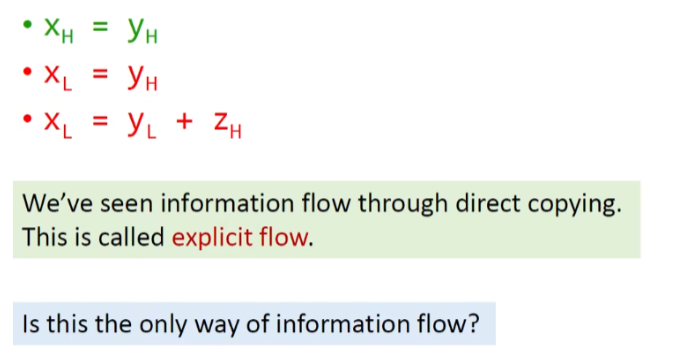 • x_H = y_H
• x_L = y_H
• x_L = y_L + z_H
We've seen information flow through direct copying.
This is called explicit flow.
Is this the only way of information flow?